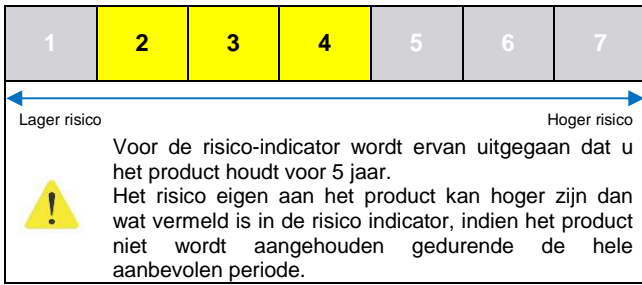 1 2 3 4 5 6 7
Lager risico Hoger risico
Voor de risico-indicator wordt ervan uitgegaan dat u
het product houdt voor 5 jaar.
Het risico eigen aan het product kan hoger zijn dan
wat vermeld is in de risico indicator, indien het product
niet wordt aangehouden gedurende de hele
aanbevolen periode.